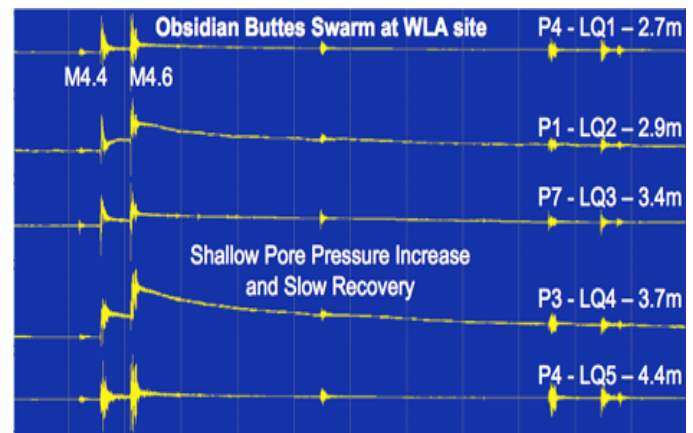 Obsidian Buttes Swarm at WLA site
P4 - LQ1 – 2.7m
M4.4
M4.6
P1 - LQ2 – 2.9m
P7 - LQ3 – 3.4m
Shallow Pore Pressure Increase
and Slow Recovery
P3 - LQ4 – 3.7m
P4 - LQ5 – 4.4m